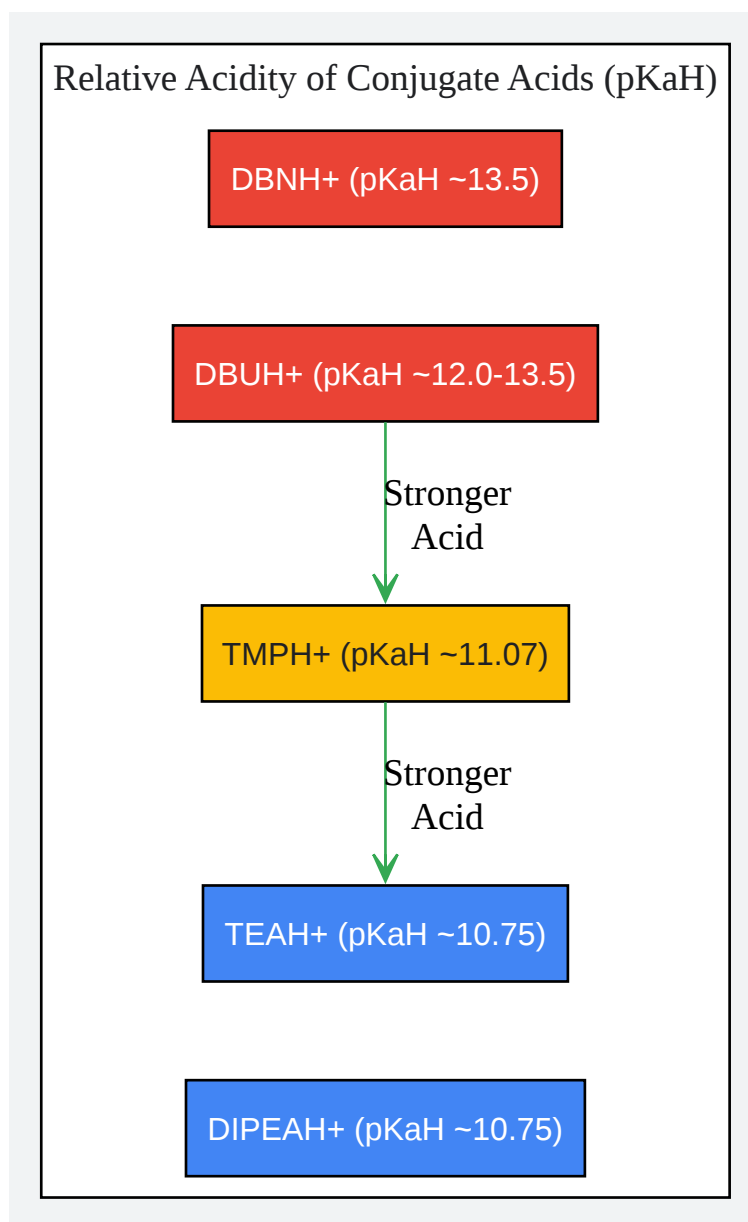 Relative Acidity of Conjugate Acids (pKaH)
DBNH+ (pKaH ~13.5)
DBUH+ (pKaH ~12.0-13.5)
Stronger
Acid
TMPH+ (pKaH ~11.07)
Stronger
Acid
TEAH+ (pKaH ~10.75)
DIPEAH+ (pKaH ~10.75)